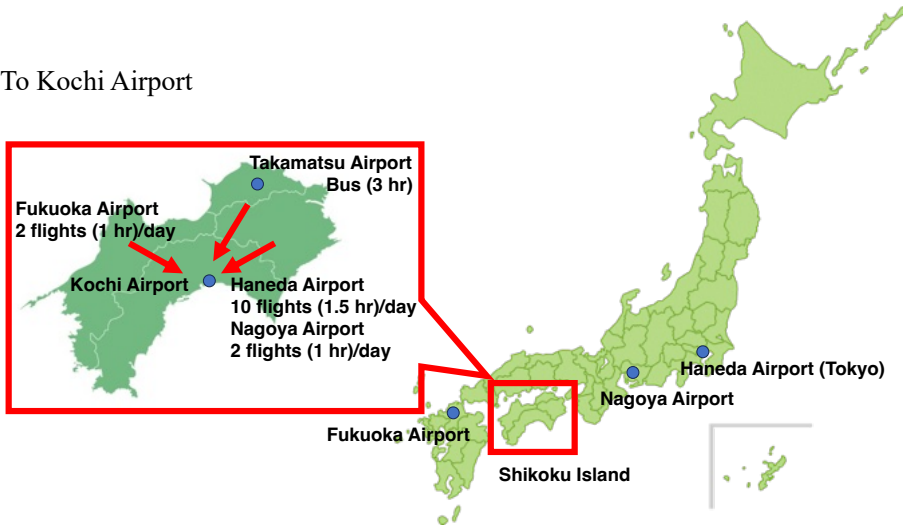 To Kochi Airport
Takamatsu Airport
Bus (3 hr)
Fukuoka Airport
2 flights (1 hr)/day
Kochi Airport
Haneda Airport
10 flights (1.5 hr)/day
Nagoya Airport
2 flights (1 hr)/day
Haneda Airport (Tokyo)
Nagoya Airport
Fukuoka Airport
Shikoku Island